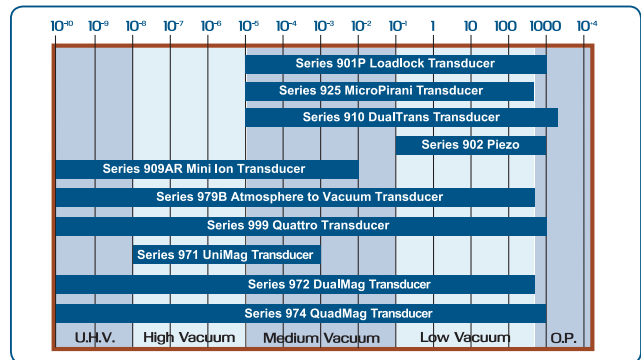 10⁻¹⁰ 10⁻⁹ 10⁻⁸ 10⁻⁷ 10⁻⁶ 10⁻⁵ 10⁻⁴ 10⁻³ 10⁻² 10⁻¹ 1 10 100 1000 10⁺⁴
Series 901P Loadlock Transducer
Series 925 MicroPirani Transducer
Series 910 DualTrans Transducer
Series 902 Piezo
Series 909AR Mini Ion Transducer
Series 979B Atmosphere to Vacuum Transducer
Series 999 Quattro Transducer
Series 971 UniMag Transducer
Series 972 DualMag Transducer
Series 974 QuadMag Transducer
U.H.V. High Vacuum Medium Vacuum Low Vacuum O.P.